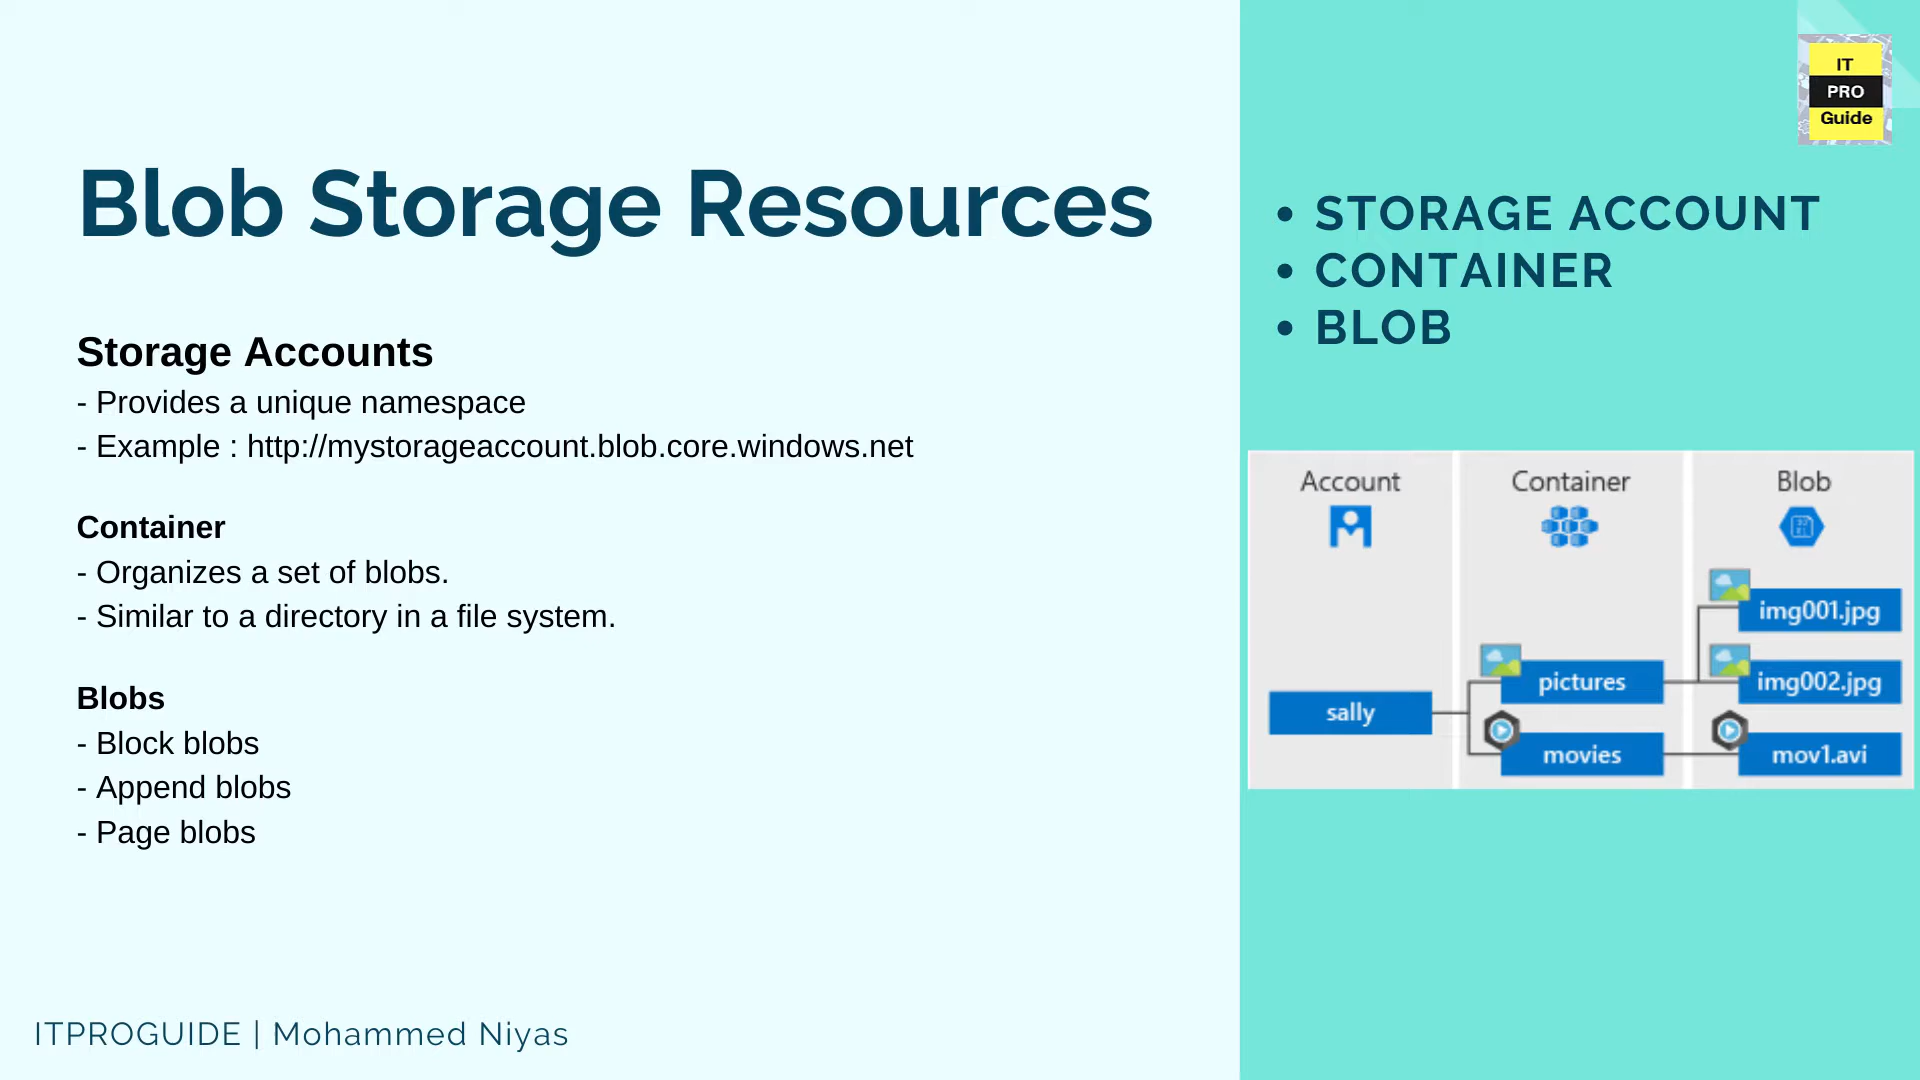 Blob Storage Resources
Storage Accounts
- Provides a unique namespace
- Example : http://mystorageaccount.blob.core.windows.net
Container
- Organizes a set of blobs.
- Similar to a directory in a file system.
Blobs
- Block blobs
- Append blobs
- Page blobs
ITPROGUIDE | Mohammed Niyas
IT
PRO
Guide
• STORAGE ACCOUNT
• CONTAINER
• BLOB
Account Container Blob
img001.jpg
pictures img002.jpg
sally
movies mov1.avi